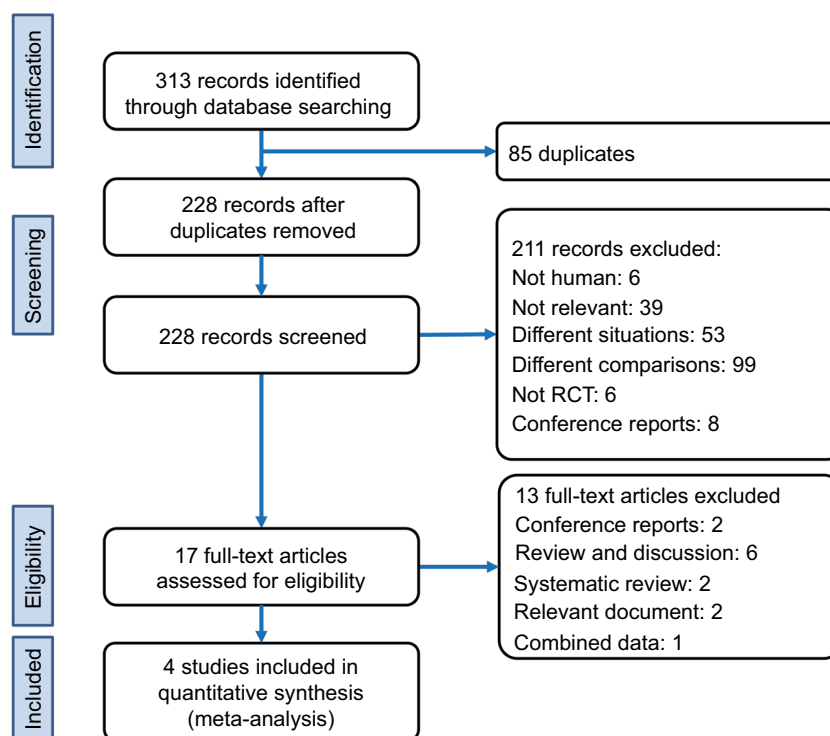 Identification
313 records identified
through database searching
85 duplicates
228 records after
duplicates removed
Screening
228 records screened
211 records excluded:
Not human: 6
Not relevant: 39
Different situations: 53
Different comparisons: 99
Not RCT: 6
Conference reports: 8
Eligibility
17 full-text articles
assessed for eligibility
13 full-text articles excluded
Conference reports: 2
Review and discussion: 6
Systematic review: 2
Relevant document: 2
Combined data: 1
Included
4 studies included in
quantitative synthesis
(meta-analysis)